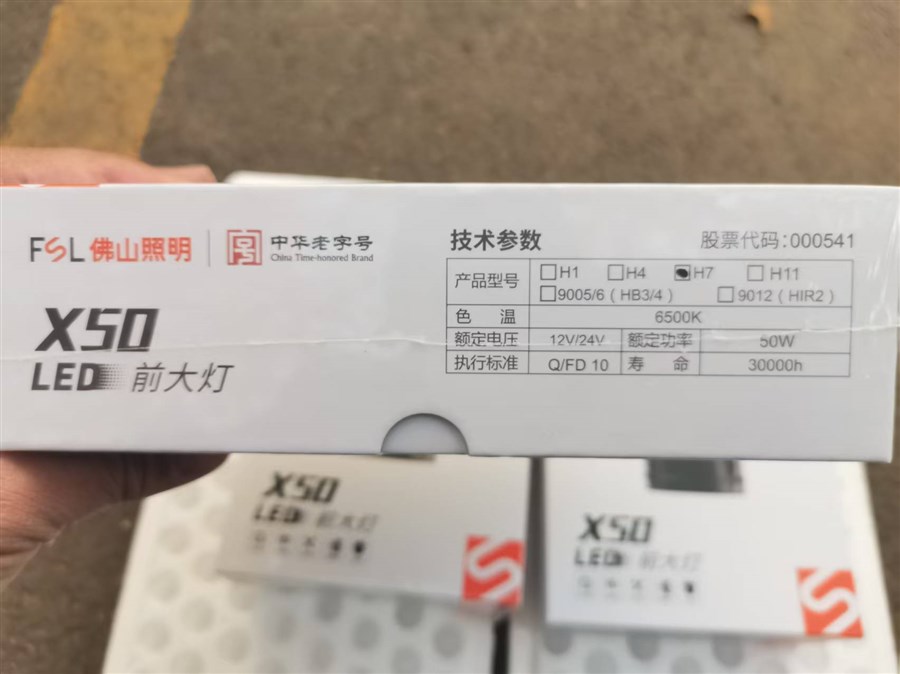 FSL 佛山照明
中华老字号
China Time-honored Brand
X50
LED 前大灯
技术参数 股票代码:000541
产品型号 H1 H4 H7 H11
9005/6 ( HB3/4 ) 9012 ( HIR2 )
色 温 6500K
额定电压 12V/24V 额定功率 50W
执行标准 Q/FD 10 寿 命 30000h
X50
LED 前大灯
X50
LED 前大灯